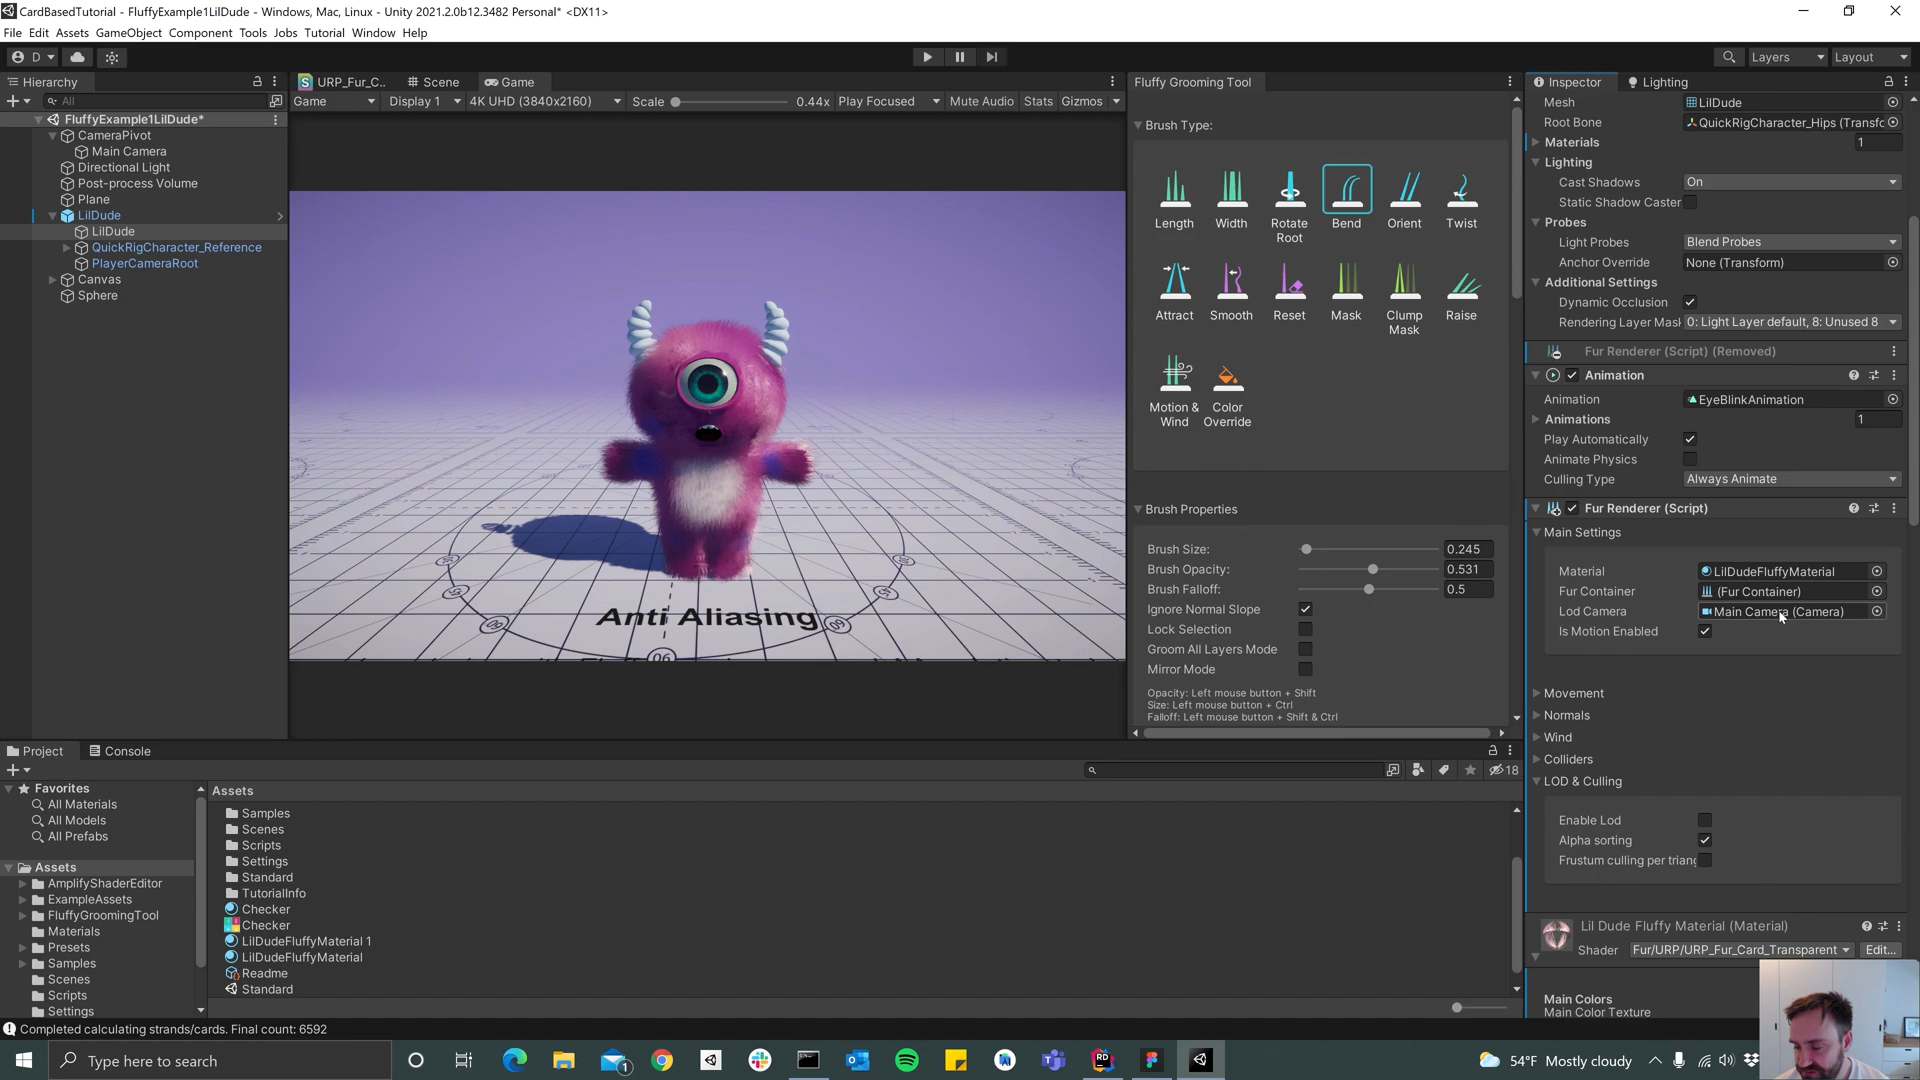 CardBasedTutorial - FluffyExample1LilDude - Windows, Mac, Linux - Unity 2021.2.0b12.3482 Personal* <DX11>
File Edit Assets GameObject Component Tools Jobs Tutorial Window Help
D Layers Layout
Hierarchy
All
FluffyExample1LilDude*
CameraPivot
Main Camera
Directional Light
Post-process Volume
Plane
LilDude
LilDude
QuickRigCharacter_Reference
PlayerCameraRoot
Canvas
Sphere
URP_Fur_C.. Scene Game
Game Display 1 4K UHD (3840x2160) Scale 0.44x Play Focused Mute Audio Stats Gizmos
Anti Aliasing
Fluffy Grooming Tool
Brush Type:
Length Width Rotate Root Bend Orient Twist
Attract Smooth Reset Mask Clump Mask Raise
Motion & Wind Color Override
Brush Properties
Brush Size: 0.245
Brush Opacity: 0.531
Brush Falloff: 0.5
Ignore Normal Slope
Lock Selection
Groom All Layers Mode
Mirror Mode
Opacity: Left mouse button + Shift
Size: Left mouse button + Ctrl
Falloff: Left mouse button + Shift & Ctrl
Inspector Lighting
Mesh LilDude
Root Bone QuickRigCharacter_Hips (Transfc
Materials 1
Lighting
Cast Shadows On
Static Shadow Caster
Probes
Light Probes Blend Probes
Anchor Override None (Transform)
Additional Settings
Dynamic Occlusion
Rendering Layer Mask 0: Light Layer default, 8: Unused 8
Fur Renderer (Script) (Removed)
Animation
Animation EyeBlinkAnimation
Animations 1
Play Automatically
Animate Physics
Culling Type Always Animate
Fur Renderer (Script)
Main Settings
Material LilDudeFluffyMaterial
Fur Container (Fur Container)
Lod Camera Main Camera (Camera)
Is Motion Enabled
Movement
Normals
Wind
Colliders
LOD & Culling
Enable Lod
Alpha sorting
Frustum culling per triang
Lil Dude Fluffy Material (Material)
Shader Fur/URP/URP_Fur_Card_Transparent Edit...
Main Colors
Main Color Texture
Project Console
18
Favorites
All Materials
All Models
All Prefabs
Assets
AmplifyShaderEditor
ExampleAssets
FluffyGroomingTool
Materials
Presets
Samples
Scenes
Scripts
Settings
Assets
Samples
Scenes
Scripts
Settings
Standard
TutorialInfo
Checker
Checker
LilDudeFluffyMaterial 1
LilDudeFluffyMaterial
Readme
Standard
Completed calculating strands/cards. Final count: 6592
Type here to search
54°F Mostly cloudy